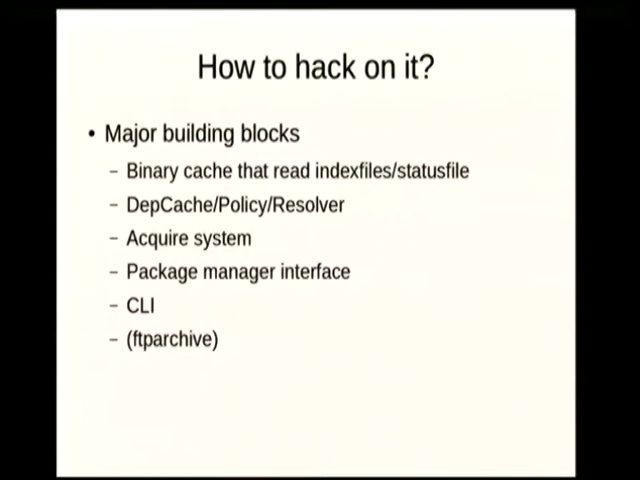 How to hack on it?
• Major building blocks
– Binary cache that read indexfiles/statusfile
– DepCache/Policy/Resolver
– Acquire system
– Package manager interface
– CLI
– (ftparchive)